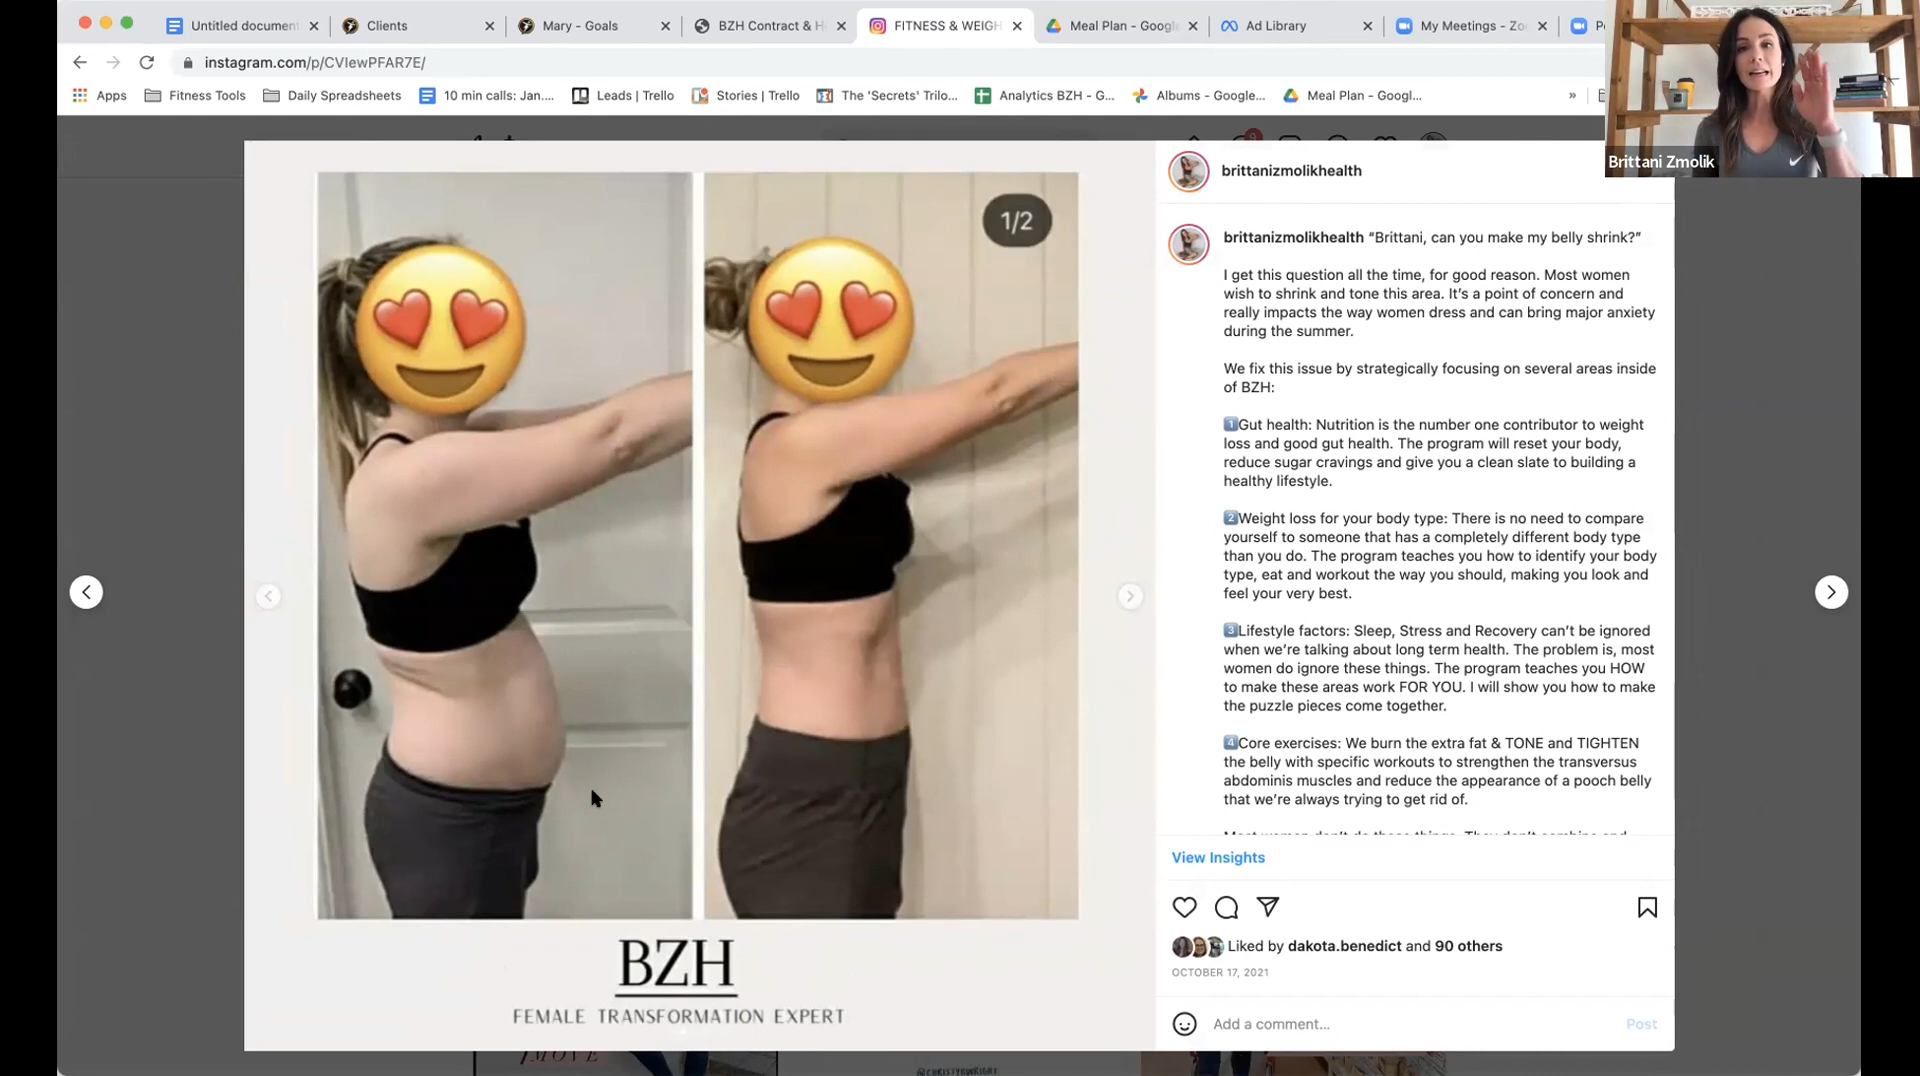 Untitled document
Clients
Mary - Goals
BZH Contract & H
FITNESS & WEIGH
Meal Plan - Google
Ad Library
My Meetings - Zo
instagram.com/p/CVIewPFAR7E/
Apps
Fitness Tools
Daily Spreadsheets
10 min calls: Jan....
Leads | Trello
Stories | Trello
The 'Secrets' Trilo...
Analytics BZH - G...
Albums - Google...
Meal Plan - Googl...
»
Brittani Zmolik
1/2
BZH
FEMALE TRANSFORMATION EXPERT
brittanizmolikhealth
brittanizmolikhealth “Brittani, can you make my belly shrink?”
I get this question all the time, for good reason. Most women
wish to shrink and tone this area. It’s a point of concern and
really impacts the way women dress and can bring major anxiety
during the summer.
We fix this issue by strategically focusing on several areas inside
of BZH:
1️⃣Gut health: Nutrition is the number one contributor to weight
loss and good gut health. The program will reset your body,
reduce sugar cravings and give you a clean slate to building a
healthy lifestyle.
2️⃣Weight loss for your body type: There is no need to compare
yourself to someone that has a completely different body type
than you do. The program teaches you how to identify your body
type, eat and workout the way you should, making you look and
feel your very best.
3️⃣Lifestyle factors: Sleep, Stress and Recovery can’t be ignored
when we’re talking about long term health. The problem is, most
women do ignore these things. The program teaches you HOW
to make these areas work FOR YOU. I will show you how to make
the puzzle pieces come together.
4️⃣Core exercises: We burn the extra fat & TONE and TIGHTEN
the belly with specific workouts to strengthen the transversus
abdominis muscles and reduce the appearance of a pooch belly
that we’re always trying to get rid of.
View Insights
Liked by dakota.benedict and 90 others
OCTOBER 17, 2021
Add a comment...
Post
MOVE
@CHRISTYBWRIGHT